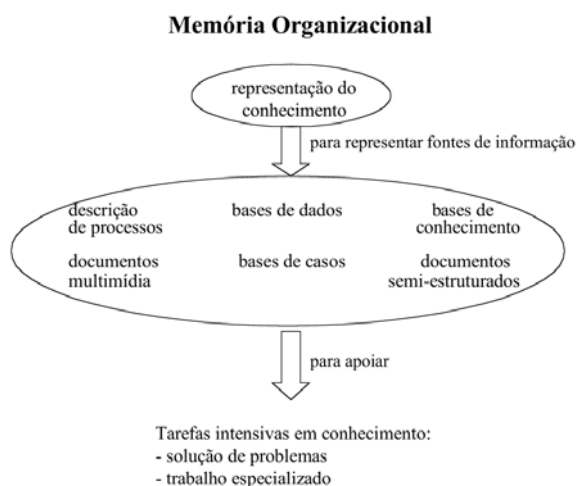 Memória Organizacional
representação do
conhecimento
para representar fontes de informação
descrição
de processos
bases de dados
bases de
conhecimento
documentos
multimídia
bases de casos
documentos
semi-estruturados
para apoiar
Tarefas intensivas em conhecimento:
- solução de problemas
- trabalho especializado